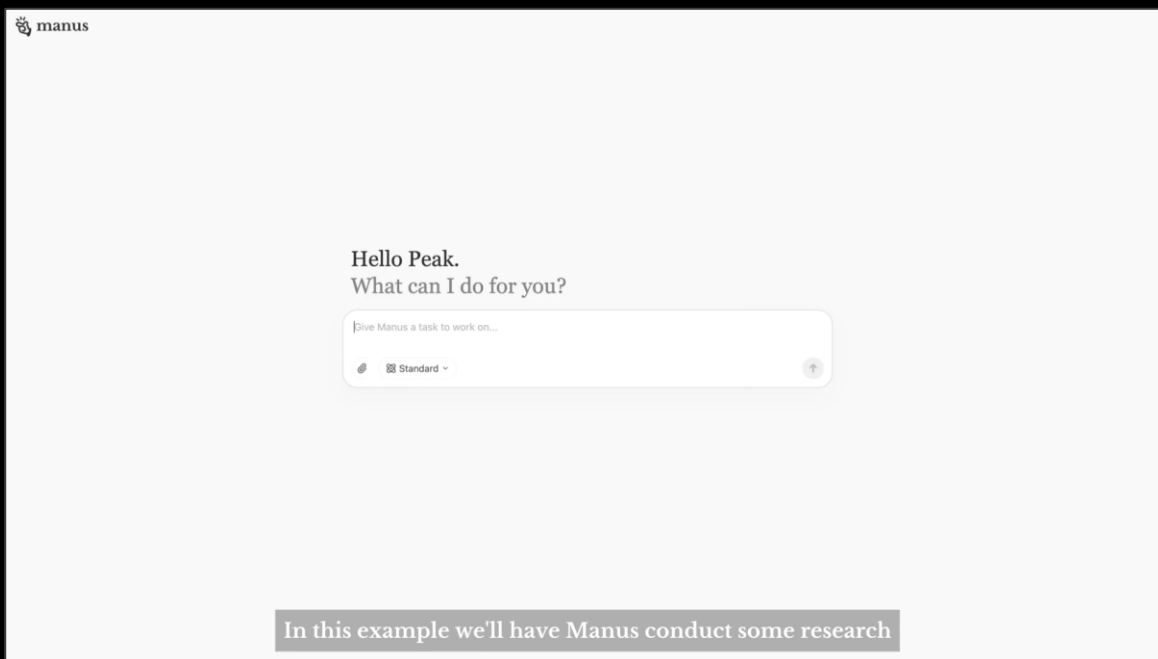 manus
Hello Peak.
What can I do for you?
Give Manus a task to work on...
Standard
In this example we'll have Manus conduct some research